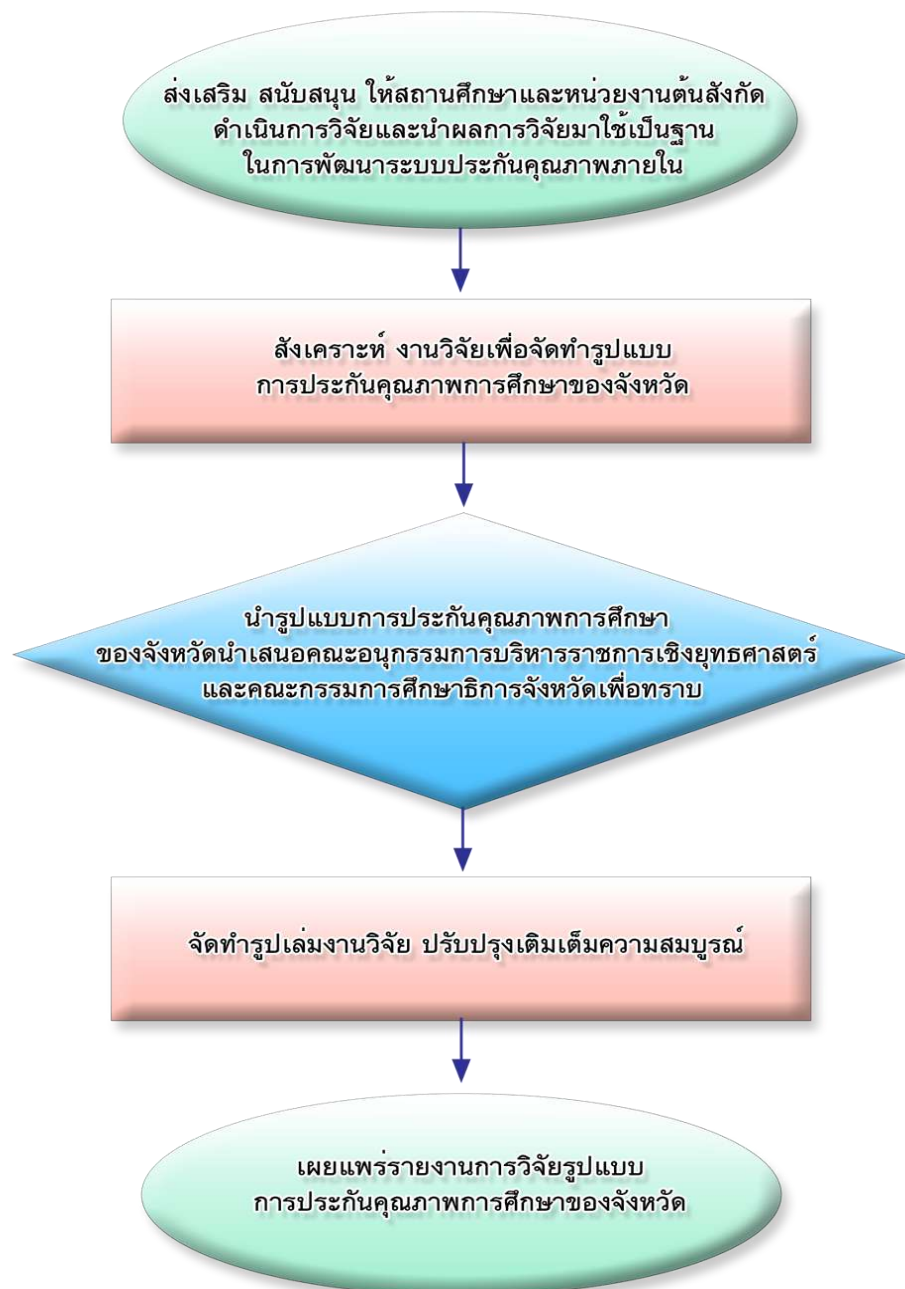 ส่งเสริม สนับสนุน ให้สถานศึกษาและหน่วยงานต้นสังกัด
ดำเนินการวิจัยและนำผลการวิจัยมาใช้เป็นฐาน
ในการพัฒนาระบบประกันคุณภาพภายใน
สังเคราะห์ งานวิจัยเพื่อจัดทำรูปแบบ
การประกันคุณภาพการศึกษาของจังหวัด
นำรูปแบบการประกันคุณภาพการศึกษา
ของจังหวัดนำเสนอคณะอนุกรรมการบริหารราชการเชิงยุทธศาสตร์
และคณะกรรมการศึกษาธิการจังหวัดเพื่อทราบ
จัดทำรูปเล่มงานวิจัย ปรับปรุงเติมเต็มความสมบูรณ์
เผยแพร่รายงานการวิจัยรูปแบบ
การประกันคุณภาพการศึกษาของจังหวัด